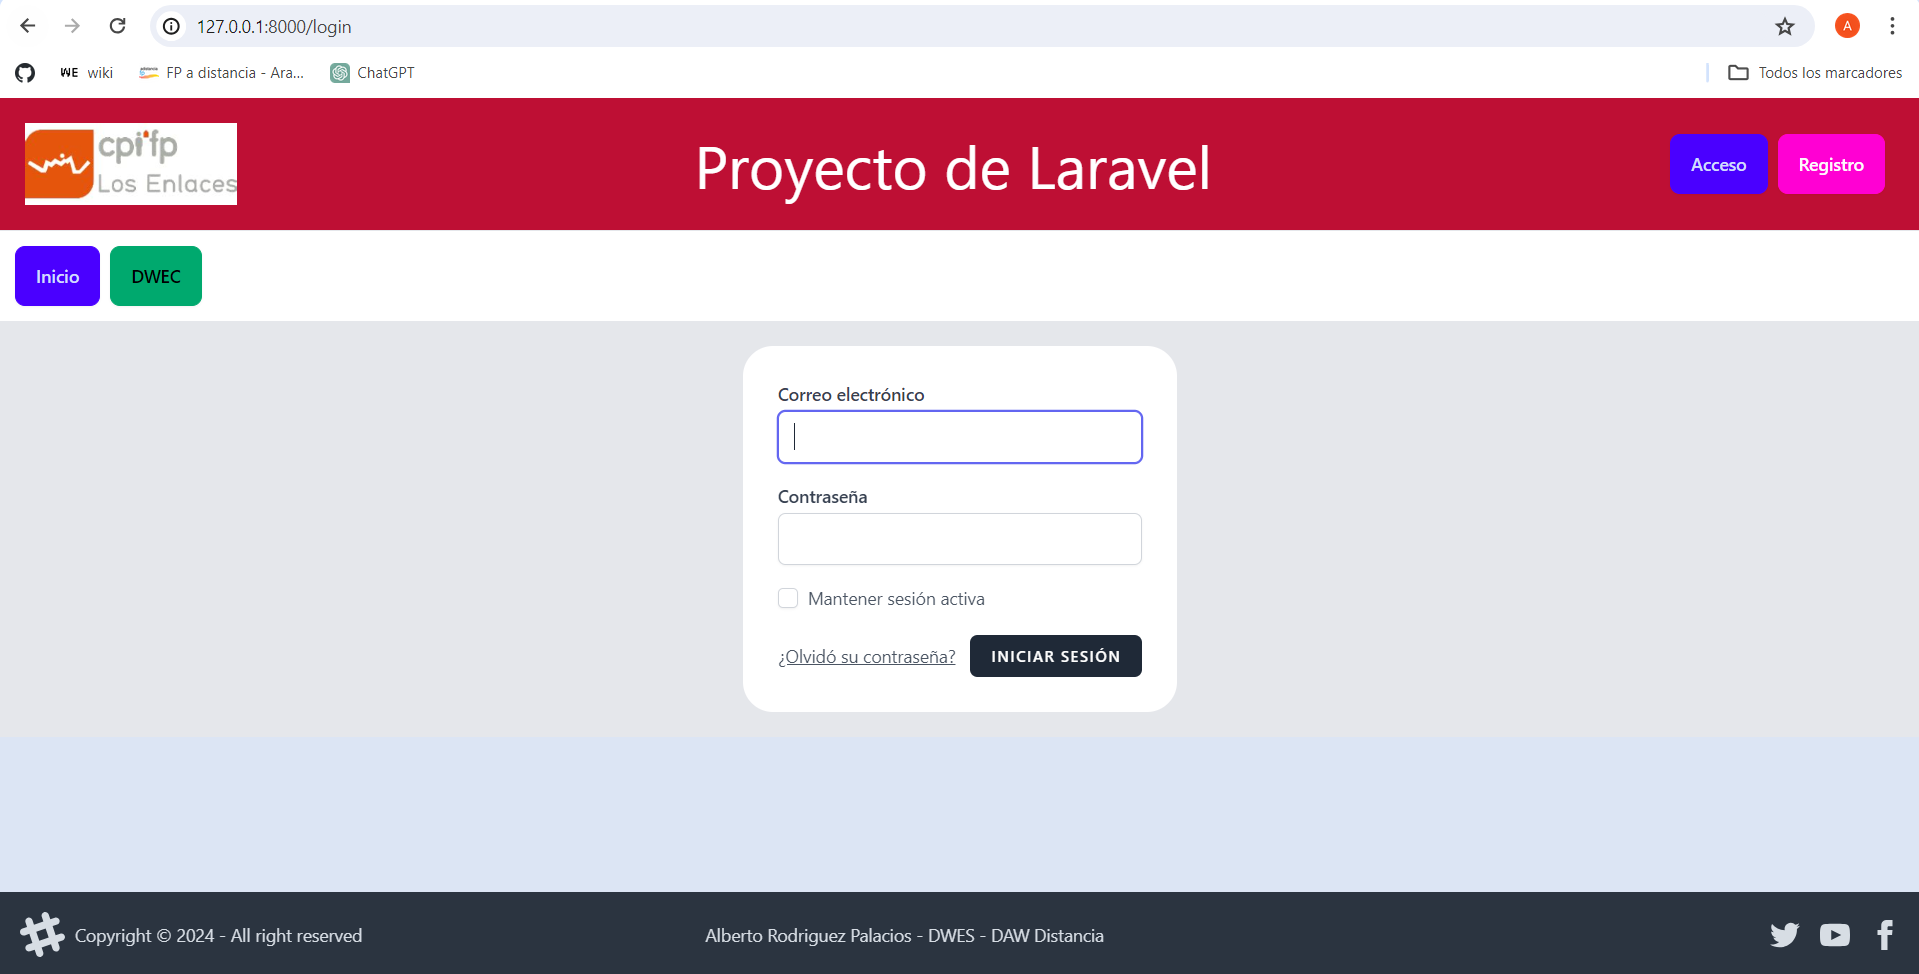 127.0.0.1:8000/login
A
WE wiki
FP a distancia - Ara...
ChatGPT
Todos los marcadores
cpifp
Los Enlaces
Proyecto de Laravel
Acceso
Registro
Inicio
DWEC
Correo electrónico
Contraseña
Mantener sesión activa
¿Olvidó su contraseña?
INICIAR SESIÓN
Copyright © 2024 - All right reserved
Alberto Rodriguez Palacios - DWES - DAW Distancia